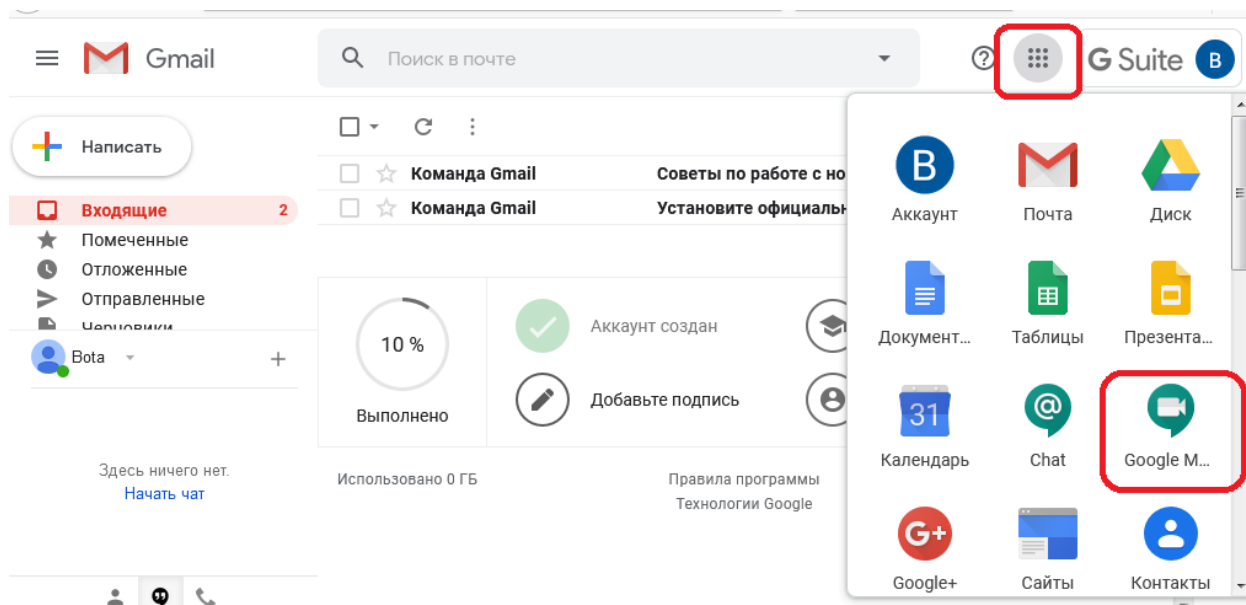 Gmail
Поиск в почте
G Suite
B
Написать
Входящие 2
Помеченные
Отложенные
Отправленные
Черновики
Bota
Здесь ничего нет.
Начать чат
Команда Gmail Советы по работе с но
Команда Gmail Установите официальн
10 %
Выполнено
Аккаунт создан
Добавьте подпись
Использовано 0 ГБ
Правила программы
Технологии Google
B
Аккаунт
Почта
Диск
Документ...
Таблицы
Презента...
31
Календарь
@
Chat
Google M...
G+
Google+
Сайты
Контакты